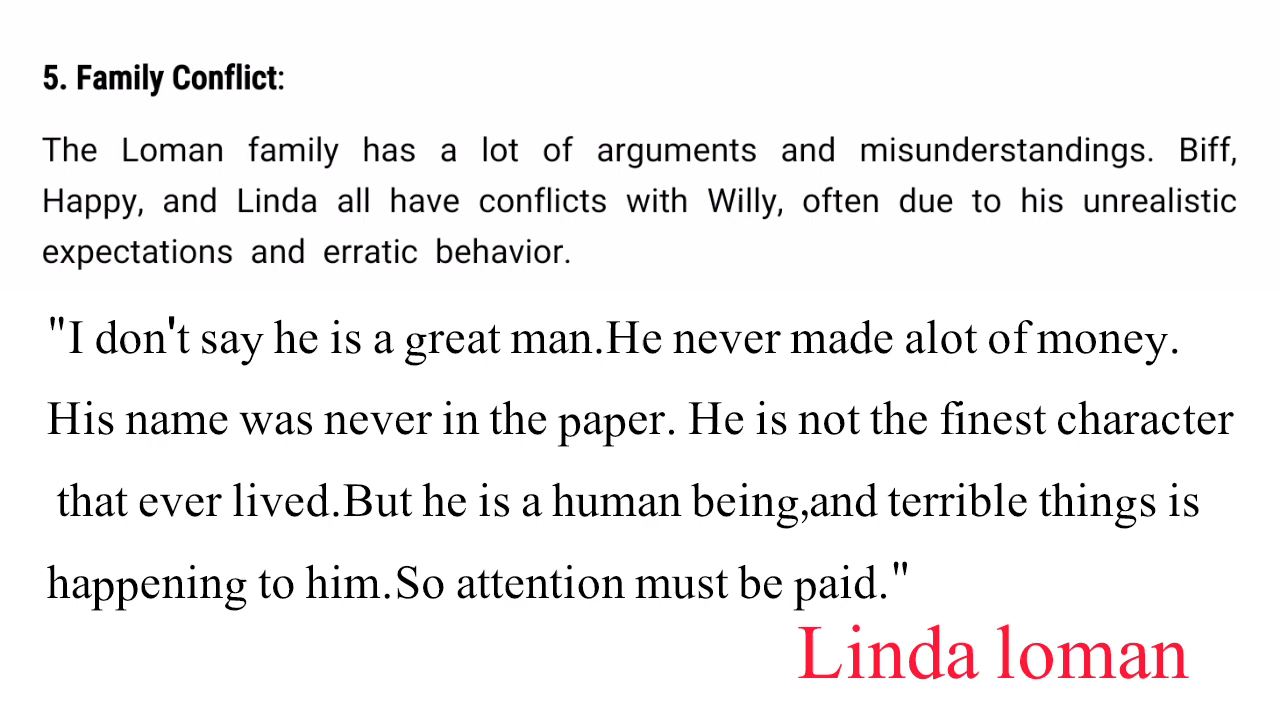 5. Family Conflict:
The Loman family has a lot of arguments and misunderstandings. Biff,
Happy, and Linda all have conflicts with Willy, often due to his unrealistic
expectations and erratic behavior.
"I don't say he is a great man.He never made alot of money.
His name was never in the paper. He is not the finest character
that ever lived.But he is a human being,and terrible things is
happening to him.So attention must be paid."
Linda loman